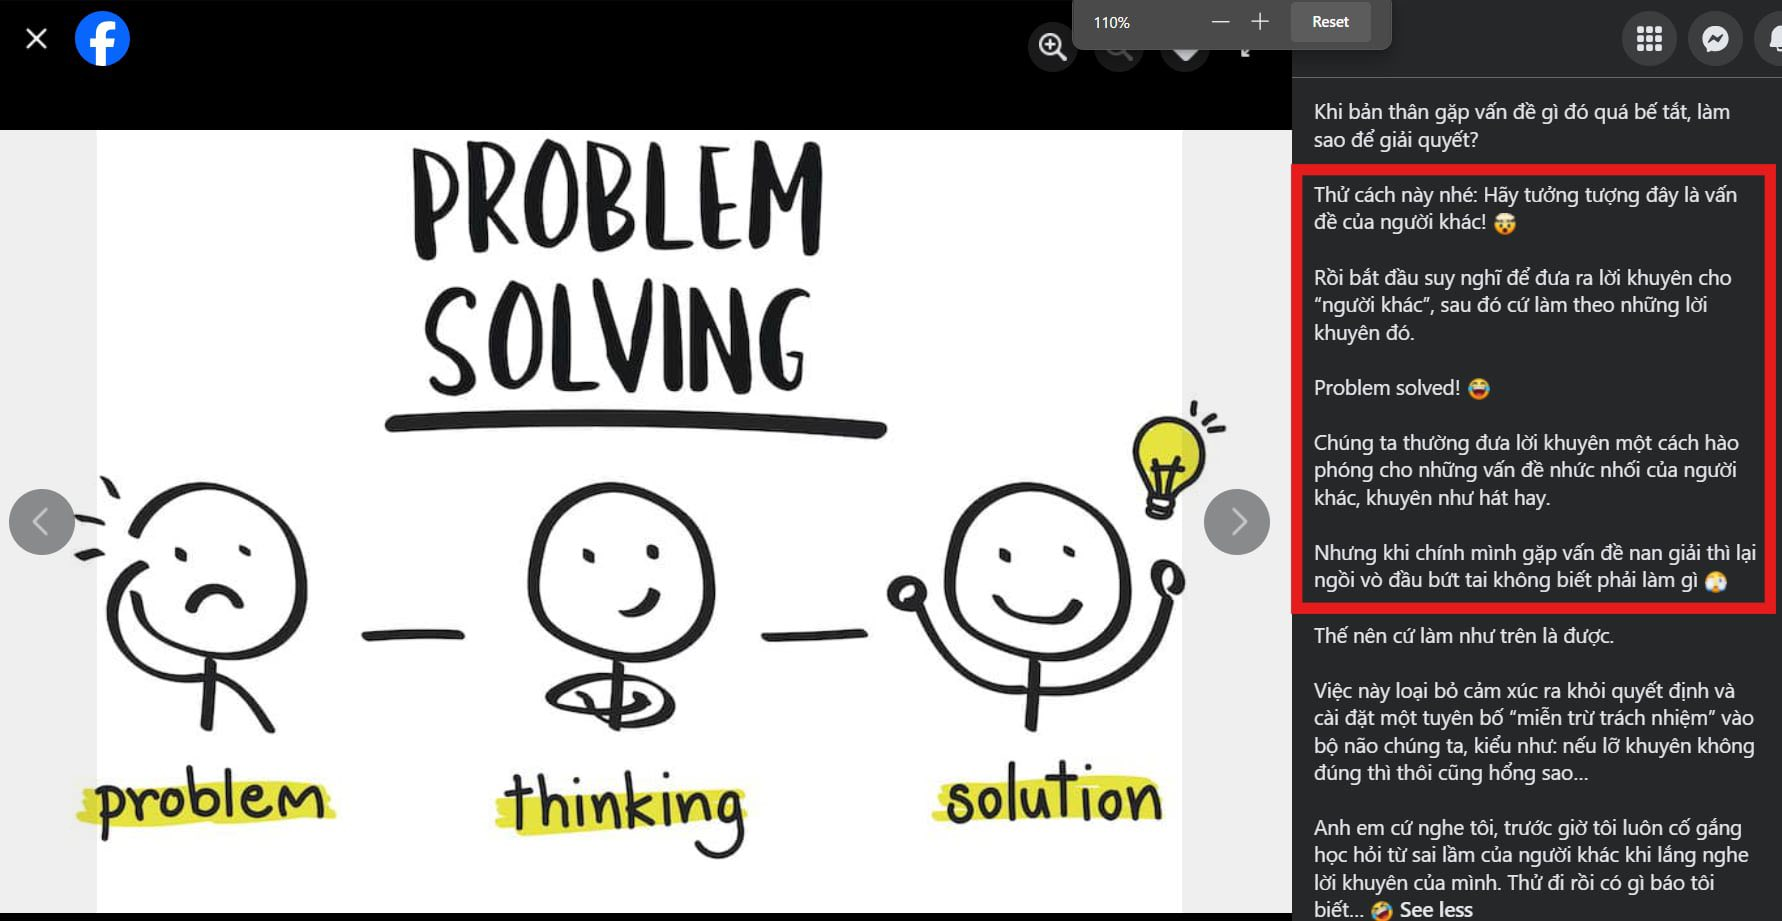 110%
Reset
PROBLEM
SOLVING
problem
thinking
solution
Khi bản thân gặp vấn đề gì đó quá bế tắt, làm
sao để giải quyết?
Thử cách này nhé: Hãy tưởng tượng đây là vấn
đề của người khác! 🤯
Rồi bắt đầu suy nghĩ để đưa ra lời khuyên cho
“người khác”, sau đó cứ làm theo những lời
khuyên đó.
Problem solved! 😂
Chúng ta thường đưa lời khuyên một cách hào
phóng cho những vấn đề nhức nhối của người
khác, khuyên như hát hay.
Nhưng khi chính mình gặp vấn đề nan giải thì lại
ngồi vò đầu bứt tai không biết phải làm gì 🫣
Thế nên cứ làm như trên là được.
Việc này loại bỏ cảm xúc ra khỏi quyết định và
cài đặt một tuyên bố “miễn trừ trách nhiệm” vào
bộ não chúng ta, kiểu như: nếu lỡ khuyên không
đúng thì thôi cũng hổng sao...
Anh em cứ nghe tôi, trước giờ tôi luôn cố gắng
học hỏi từ sai lầm của người khác khi lắng nghe
lời khuyên của mình. Thử đi rồi có gì báo tôi
biết... 🤣 See less